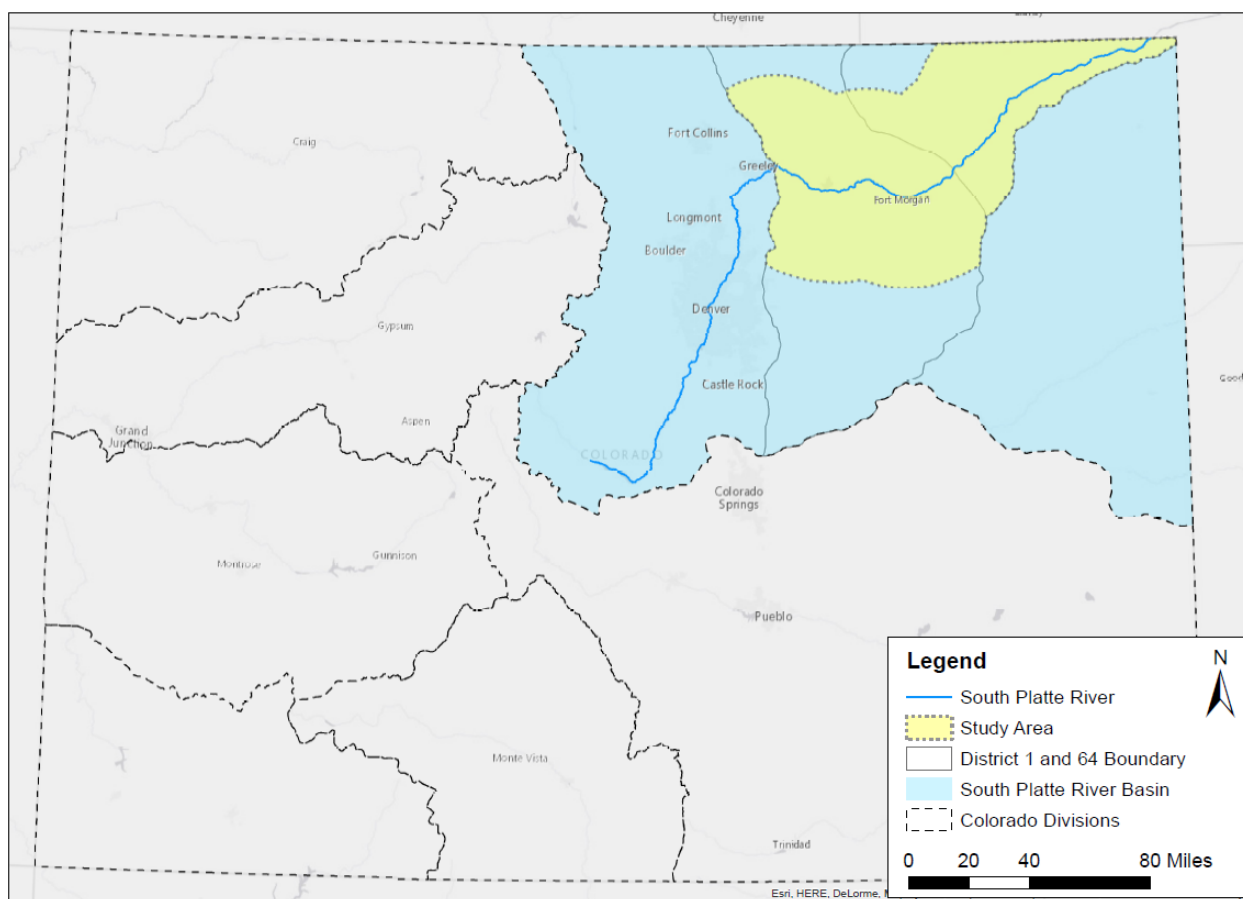 Cheyenne
Craig
Fort Collins
Greeley
Fort Morgan
Longmont
Boulder
Gypsum
Denver
Castle Rock
Aspen
Grand
Junction
COLORADO
Colorado
Springs
Gunnison
Montrose
Pueblo
Monte Vista
Trinidad
Good
Legend
N
South Platte River
Study Area
District 1 and 64 Boundary
South Platte River Basin
Colorado Divisions
0 20 40 80 Miles
Esri, HERE, DeLorme,